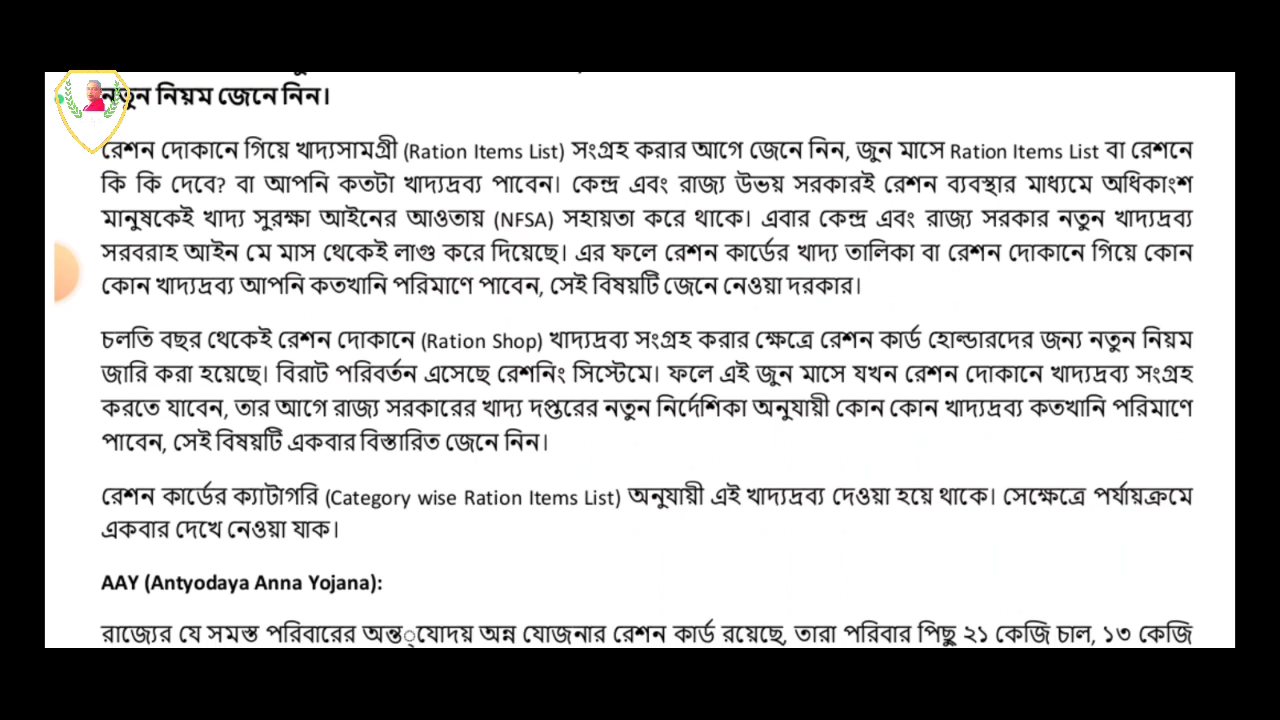 নতুন নিয়ম জেনে নিন।
রেশন দোকানে গিয়ে খাদ্যসামগ্রী (Ration Items List) সংগ্রহ করার আগে জেনে নিন, জুন মাসে Ration Items List বা রেশনে
কি কি দেবে? বা আপনি কতটা খাদ্যদ্রব্য পাবেন। কেন্দ্র এবং রাজ্য উভয় সরকারই রেশন ব্যবস্থার মাধ্যমে অধিকাংশ
মানুষকেই খাদ্য সুরক্ষা আইনের আওতায় (NFSA) সহায়তা করে থাকে। এবার কেন্দ্র এবং রাজ্য সরকার নতুন খাদ্যদ্রব্য
সরবরাহ আইন মে মাস থেকেই লাগু করে দিয়েছে। এর ফলে রেশন কার্ডের খাদ্য তালিকা বা রেশন দোকানে গিয়ে কোন
কোন খাদ্যদ্রব্য আপনি কতখানি পরিমাণে পাবেন, সেই বিষয়টি জেনে নেওয়া দরকার।
চলতি বছর থেকেই রেশন দোকানে (Ration Shop) খাদ্যদ্রব্য সংগ্রহ করার ক্ষেত্রে রেশন কার্ড হোল্ডারদের জন্য নতুন নিয়ম
জারি করা হয়েছে। বিরাট পরিবর্তন এসেছে রেশনিং সিস্টেমে। ফলে এই জুন মাসে যখন রেশন দোকানে খাদ্যদ্রব্য সংগ্রহ
করতে যাবেন, তার আগে রাজ্য সরকারের খাদ্য দপ্তরের নতুন নির্দেশিকা অনুযায়ী কোন কোন খাদ্যদ্রব্য কতখানি পরিমাণে
পাবেন, সেই বিষয়টি একবার বিস্তারিত জেনে নিন।
রেশন কার্ডের ক্যাটাগরি (Category wise Ration Items List) অনুযায়ী এই খাদ্যদ্রব্য দেওয়া হয়ে থাকে। সেক্ষেত্রে পর্যায়ক্রমে
একবার দেখে নেওয়া যাক।
AAY (Antyodaya Anna Yojana):
রাজ্যের যে সমস্ত পরিবারের অন্ত্যোদয় অন্ন যোজনার রেশন কার্ড রয়েছে, তারা পরিবার পিছু ২১ কেজি চাল, ১৩ কেজি